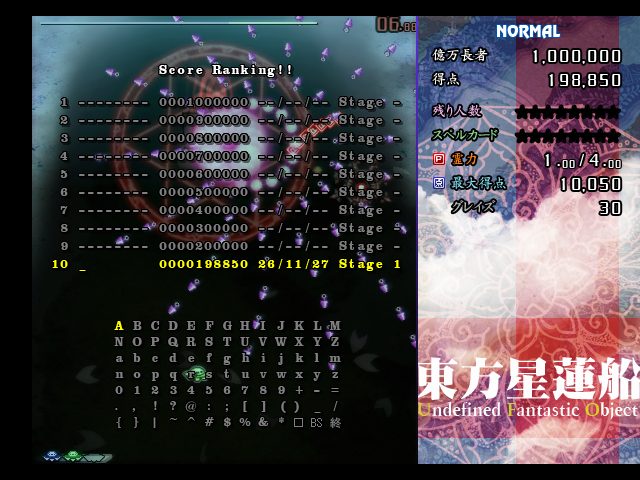 06.88
Score Ranking!!
1 -------- 0001000000 --/--/-- Stage -
2 -------- 0000900000 --/--/-- Stage -
3 -------- 0000800000 --/--/-- Stage -
4 -------- 0000700000 --/--/-- Stage -
5 -------- 0000600000 --/--/-- Stage -
6 -------- 0000500000 --/--/-- Stage -
7 -------- 0000400000 --/--/-- Stage -
8 -------- 0000300000 --/--/-- Stage -
9 -------- 0000200000 --/--/-- Stage -
10 _ 0000198850 26/11/27 Stage 1
A B C D E F G H I J K L M
N O P Q R S T U V W X Y Z
a b c d e f g h i j k l m
n o p q r s t u v w x y z
0 1 2 3 4 5 6 7 8 9 + - =
. , ! ? @ : ; [ ] ( ) _ /
{ } | ~ ^ # $ % & * □ BS 終
NORMAL
億万長者 1,000,000
得点 198,850
残り人数
スペルカード
P 霊力 1.00/4.00
点 最大得点 10,050
グレイズ 30
東方星蓮船
Undefined Fantastic Object